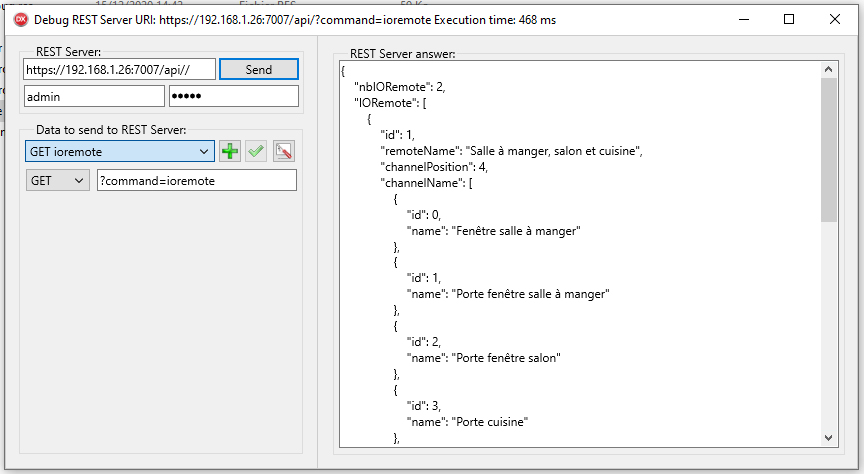 Debug REST Server URI: https://192.168.1.26:7007/api/?command=ioremote Execution time: 468 ms
REST Server:
https://192.168.1.26:7007/api//
Send
admin
•••••
Data to send to REST Server:
GET ioremote
GET
?command=ioremote
REST Server answer:
{
"nbIORemote": 2,
"IORemote": [
{
"id": 1,
"remoteName": "Salle à manger, salon et cuisine",
"channelPosition": 4,
"channelName": [
{
"id": 0,
"name": "Fenêtre salle à manger"
},
{
"id": 1,
"name": "Porte fenêtre salle à manger"
},
{
"id": 2,
"name": "Porte fenêtre salon"
},
{
"id": 3,
"name": "Porte cuisine"
},